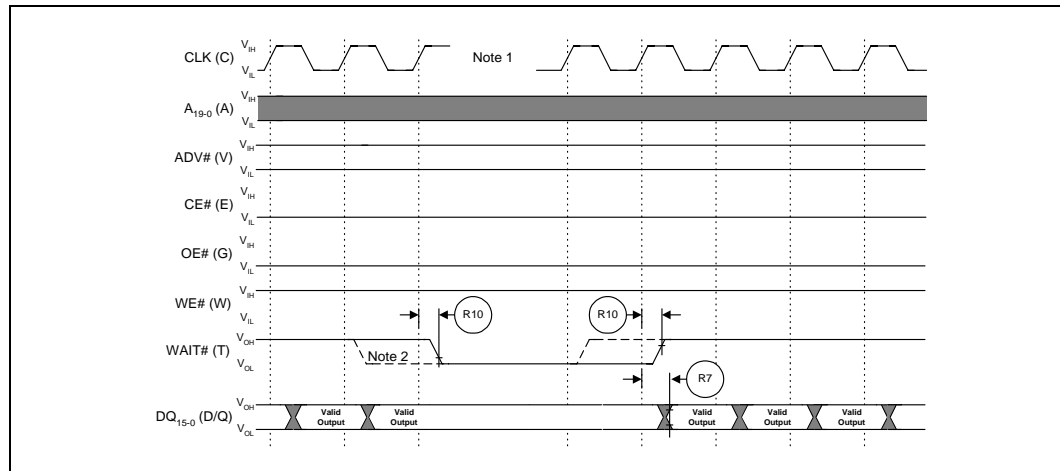 CLK (C)
V_IH
V_IL
Note 1
A_19-0 (A)
V_IH
V_IL
ADV# (V)
V_IH
V_IL
CE# (E)
V_IH
V_IL
OE# (G)
V_IH
V_IL
WE# (W)
V_IH
V_IL
R10
R10
WAIT# (T)
V_OH
V_OL
Note 2
R7
DQ_15-0 (D/Q)
V_OH
V_OL
Valid
Output
Valid
Output
Valid
Output
Valid
Output
Valid
Output